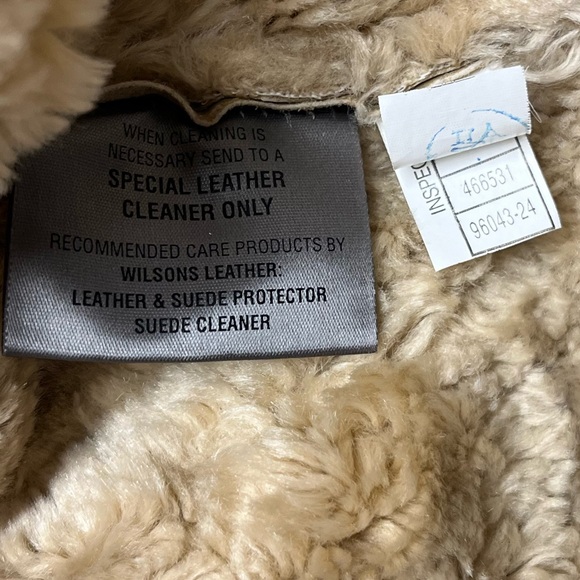 WHEN CLEANING IS
NECESSARY SEND TO A
SPECIAL LEATHER
CLEANER ONLY
RECOMMENDED CARE PRODUCTS BY
WILSONS LEATHER:
LEATHER & SUEDE PROTECTOR
SUEDE CLEANER
INSPEC
466531
96043-24